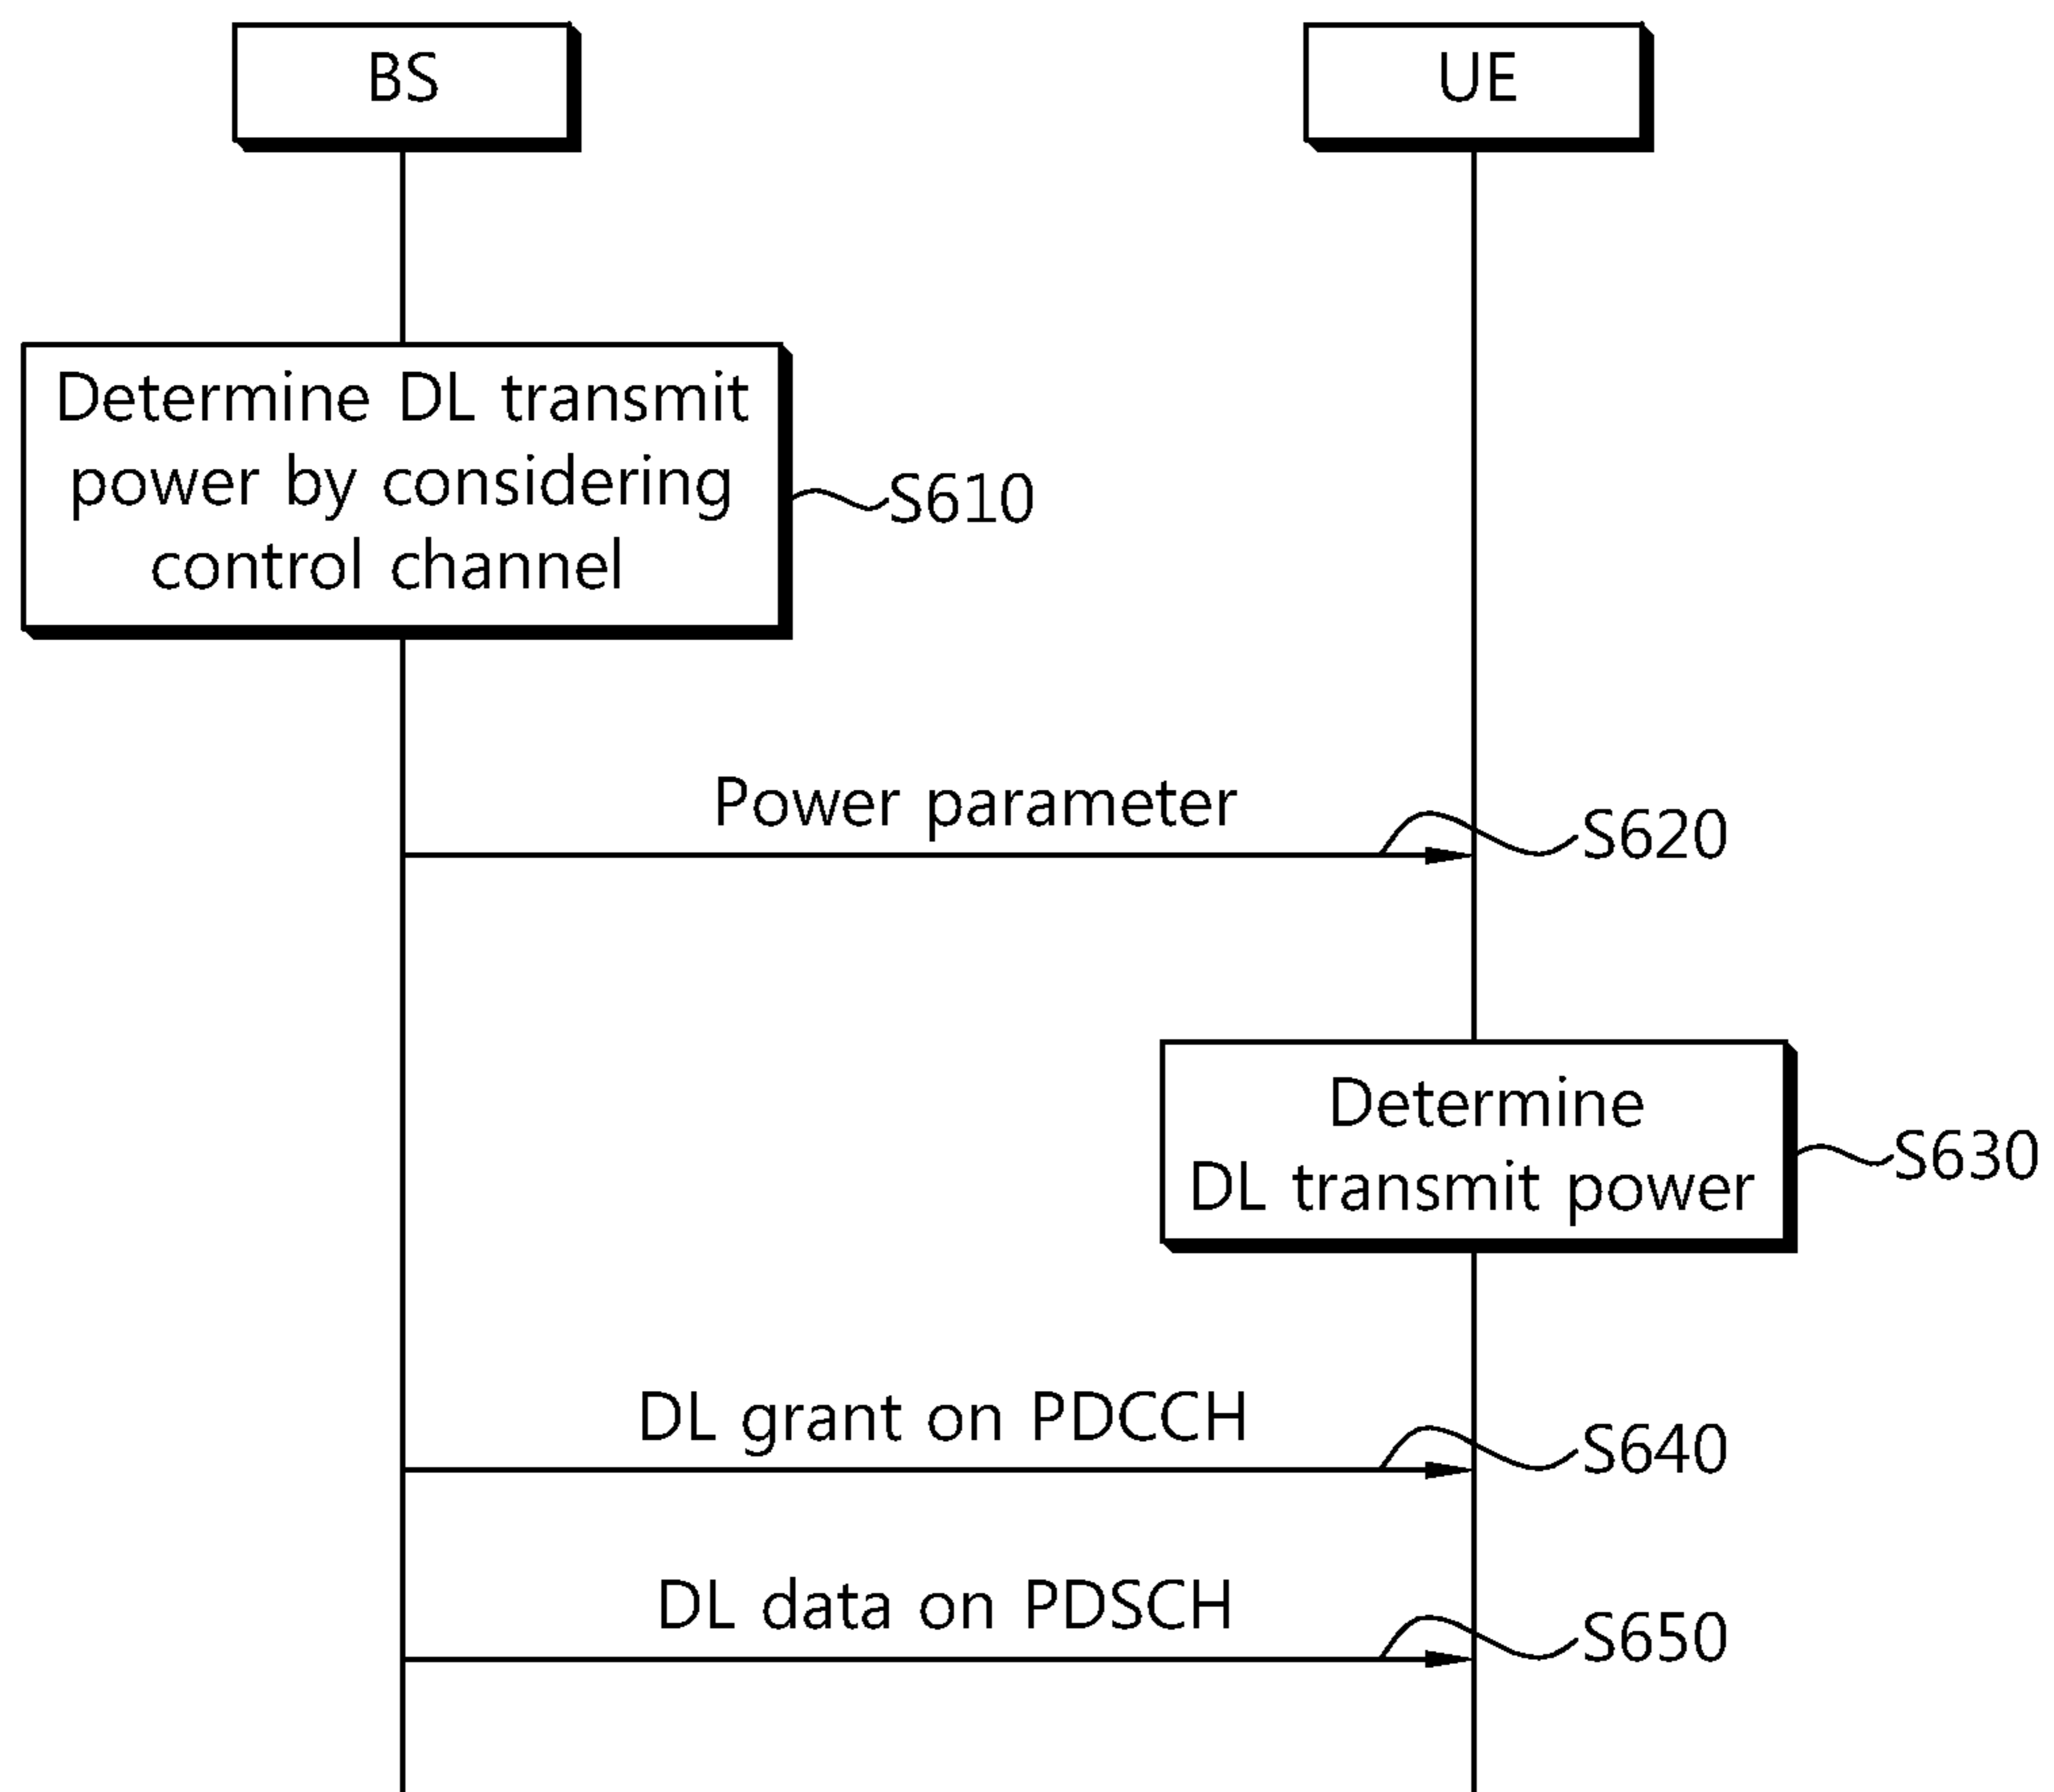 BS
UE
Determine DL transmit
power by considering
control channel
S610
Power parameter
S620
Determine
DL transmit power
S630
DL grant on PDCCH
S640
DL data on PDSCH
S650